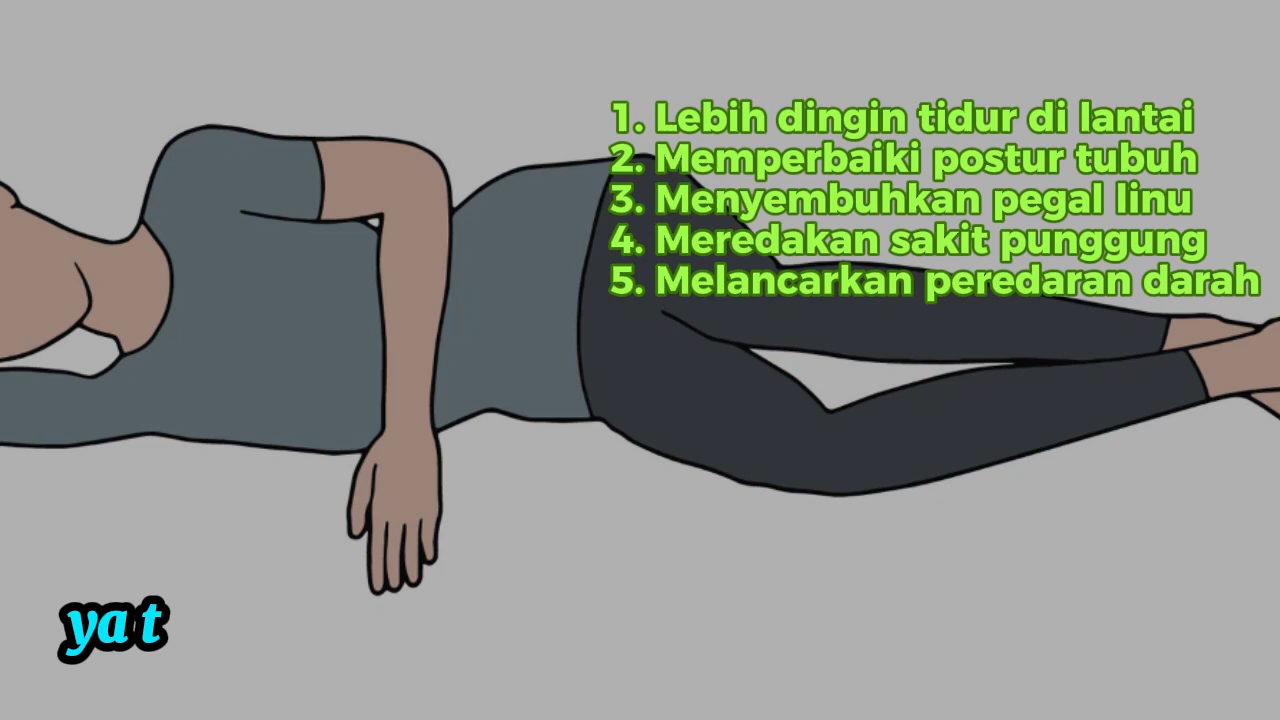 1. Lebih dingin tidur di lantai
2. Memperbaiki postur tubuh
3. Menyembuhkan pegal linu
4. Meredakan sakit punggung
5. Melancarkan peredaran darah
ya t